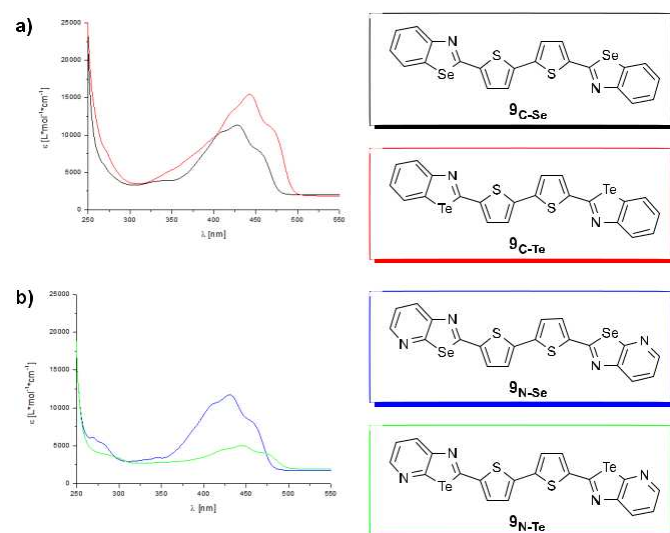 a)
25000
20000
15000
10000
5000
0
ε [L*mol⁻¹*cm⁻¹]
250 300 350 400 450 500 550
λ [nm]
N S Se
Se S N
9C-Se
N S Te
Te S N
9C-Te
b)
25000
20000
15000
10000
5000
0
ε [L*mol⁻¹*cm⁻¹]
250 300 350 400 450 500 550
λ [nm]
N S Se
N Se S N N
9N-Se
N S Te N
N Te S N
9N-Te